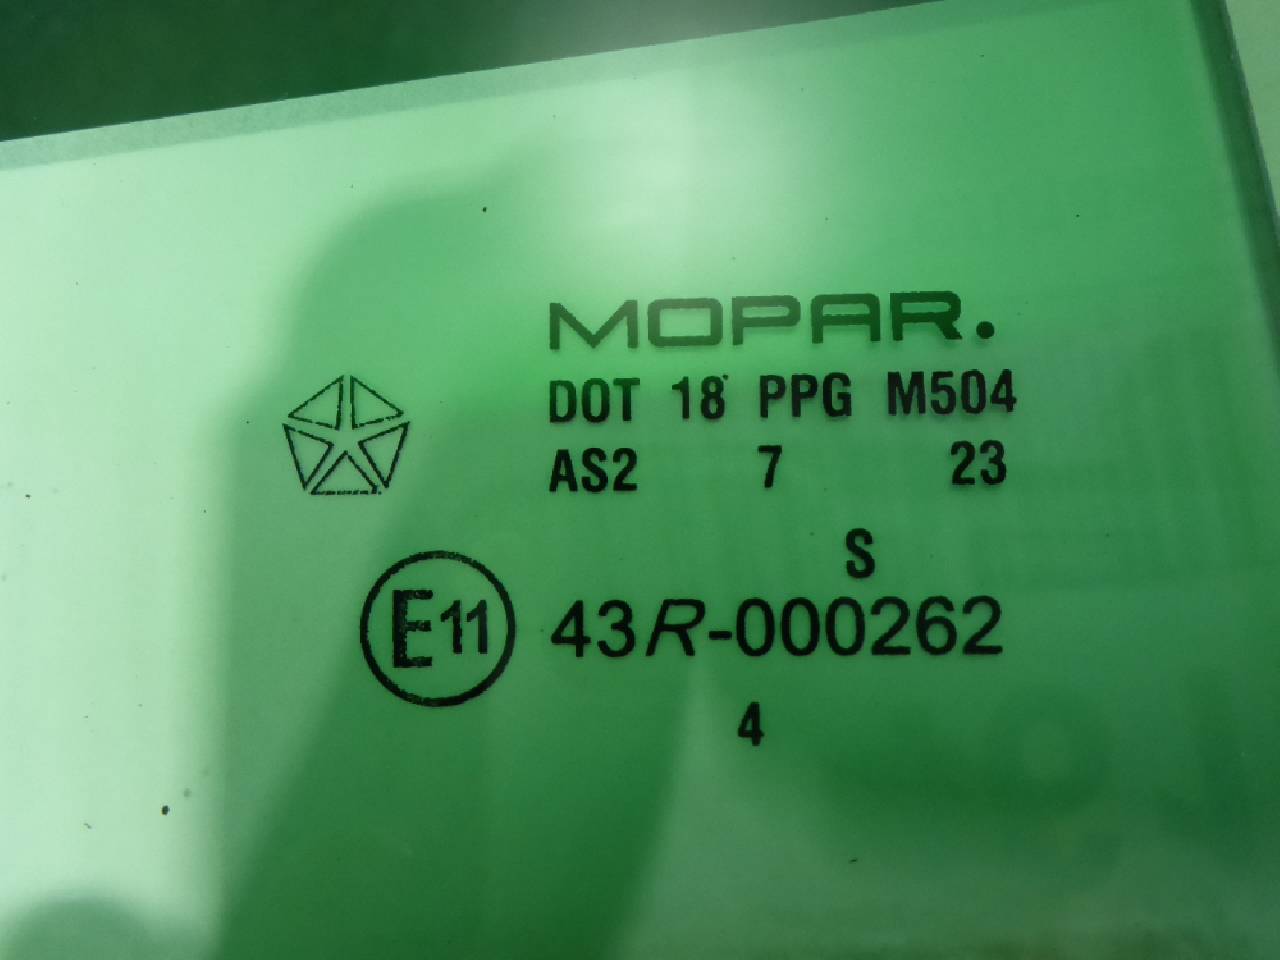 MOPAR.
DOT 18 PPG M504
AS2 7 23
S
E11 43R-000262
4